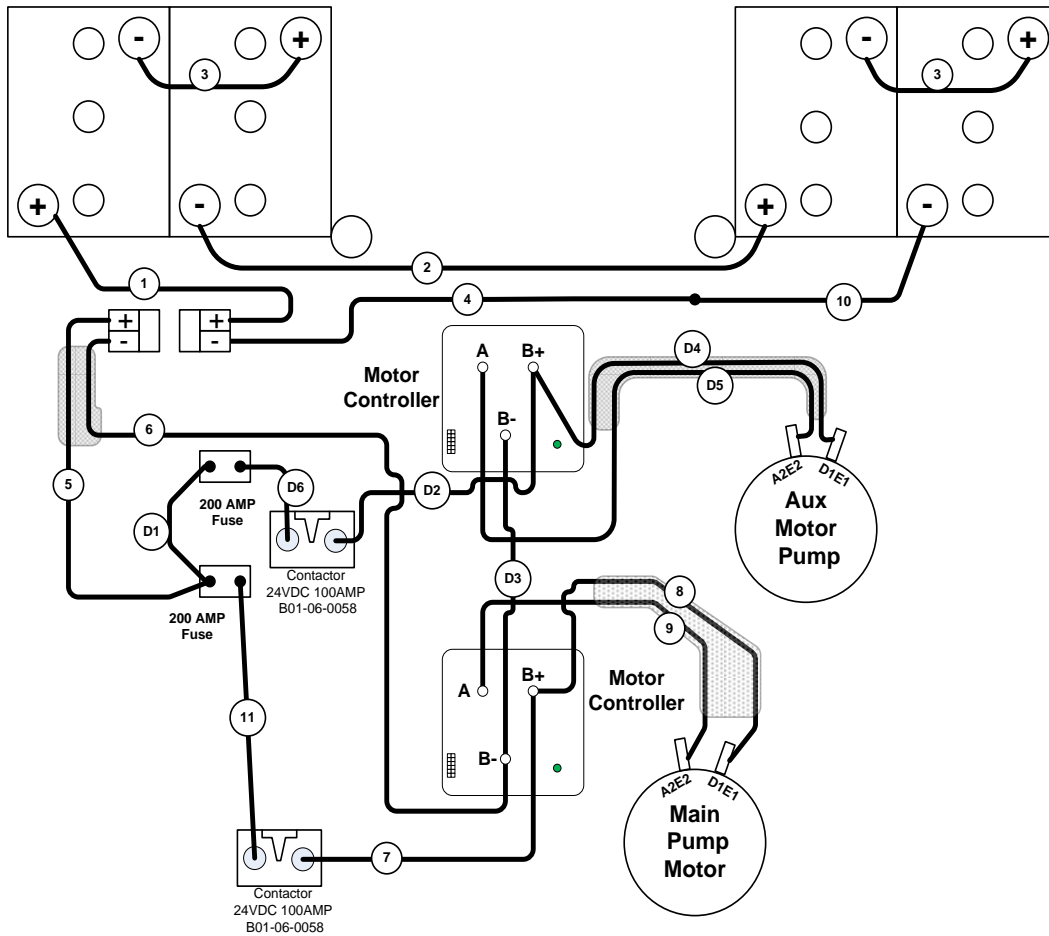 - + - +
3 3
+ - + -
2
1 4 10
+ +
- -
A B+ D4
Motor D5
Controller B-
6
5 D6 D2
200 AMP
Fuse
D1
A2E2 D1E1
Aux
Motor
Pump
Contactor
24VDC 100AMP
B01-06-0058
D3
200 AMP
Fuse
8
9
A B+
Motor
Controller
11
B-
A2E2 D1E1
Main
Pump
Motor
7
Contactor
24VDC 100AMP
B01-06-0058